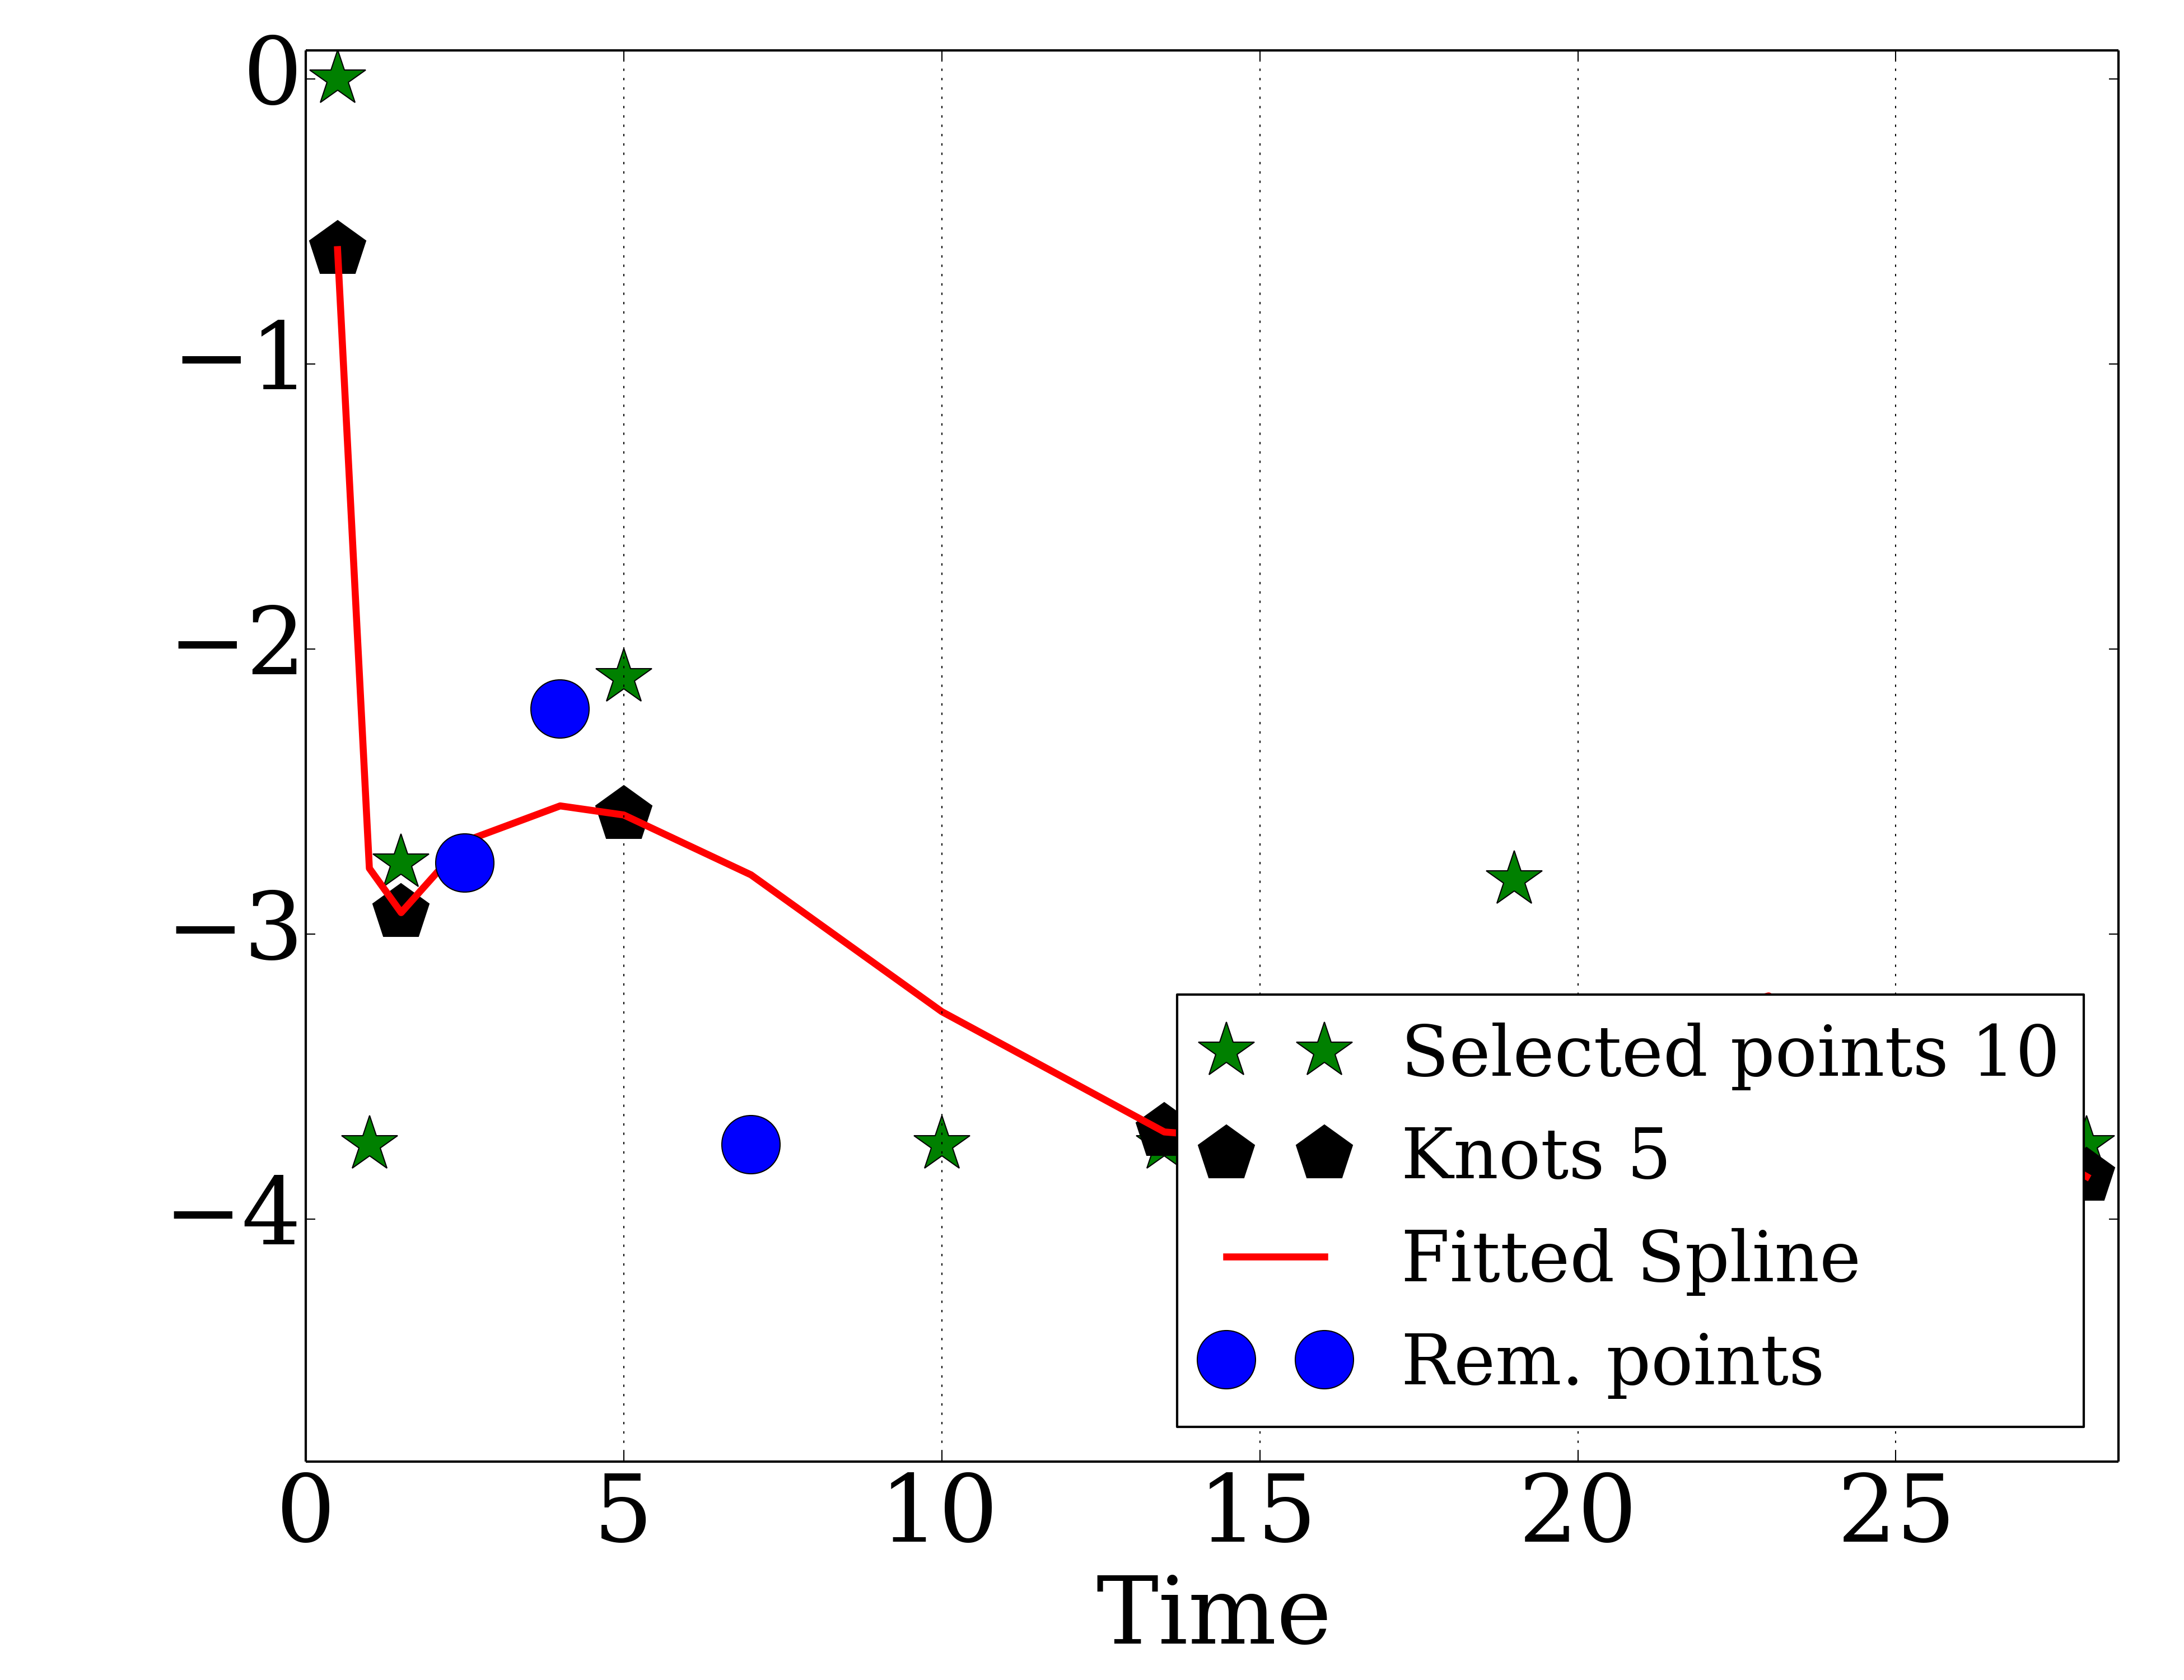 0
−1
−2
−3
−4
Selected points 10
Knots 5
Fitted Spline
Rem. points
0 5 10 15 20 25
Time